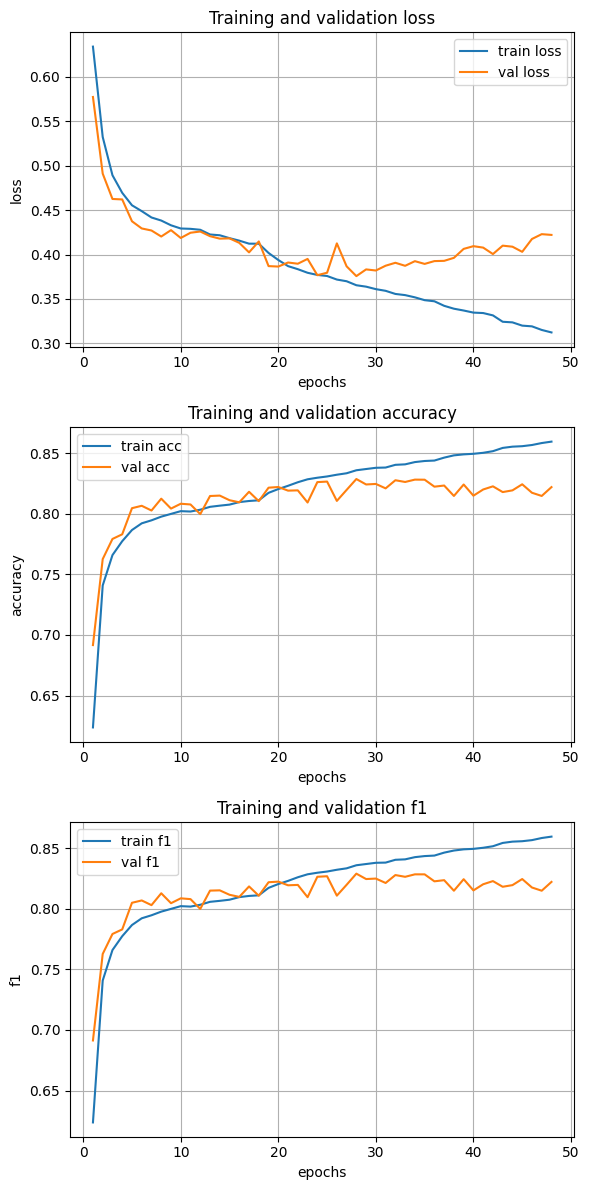 Training and validation loss
train loss
val loss
0.60
0.55
0.50
0.45
0.40
0.35
0.30
loss
0
10
20
30
40
50
epochs
Training and validation accuracy
train acc
val acc
0.85
0.80
0.75
0.70
0.65
accuracy
0
10
20
30
40
50
epochs
Training and validation f1
train f1
val f1
0.85
0.80
0.75
0.70
0.65
f1
0
10
20
30
40
50
epochs